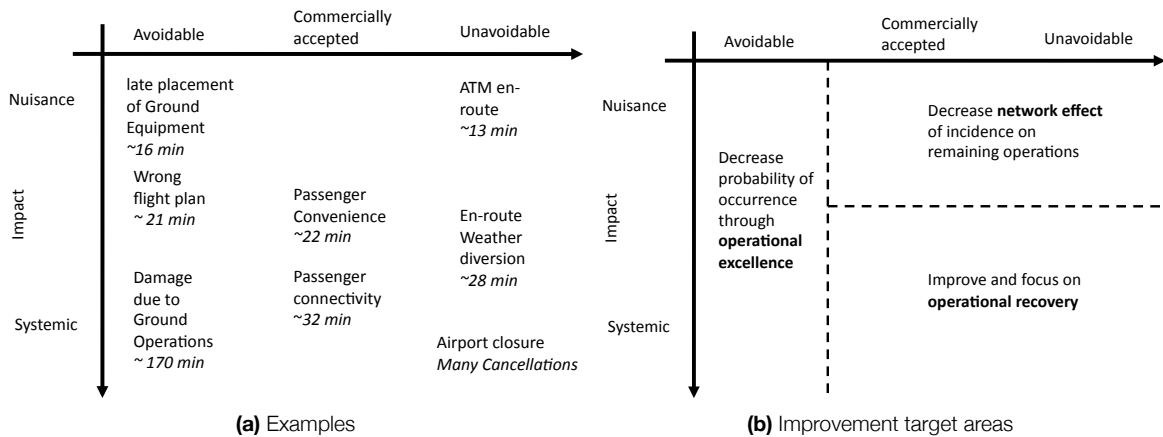 Avoidable
Commercially
accepted
Unavoidable
Nuisance
Impact
Systemic
late placement
of Ground
Equipment
~16 min
ATM en-
route
~13 min
Wrong
flight plan
~ 21 min
Passenger
Convenience
~22 min
En-route
Weather
diversion
~28 min
Damage
due to
Ground
Operations
~ 170 min
Passenger
connectivity
~32 min
Airport closure
Many Cancellations
(a) Examples
Avoidable
Commercially
accepted
Unavoidable
Nuisance
Impact
Systemic
Decrease
probability of
occurrence
through
operational
excellence
Decrease network effect
of incidence on
remaining operations
Improve and focus on
operational recovery
(b) Improvement target areas